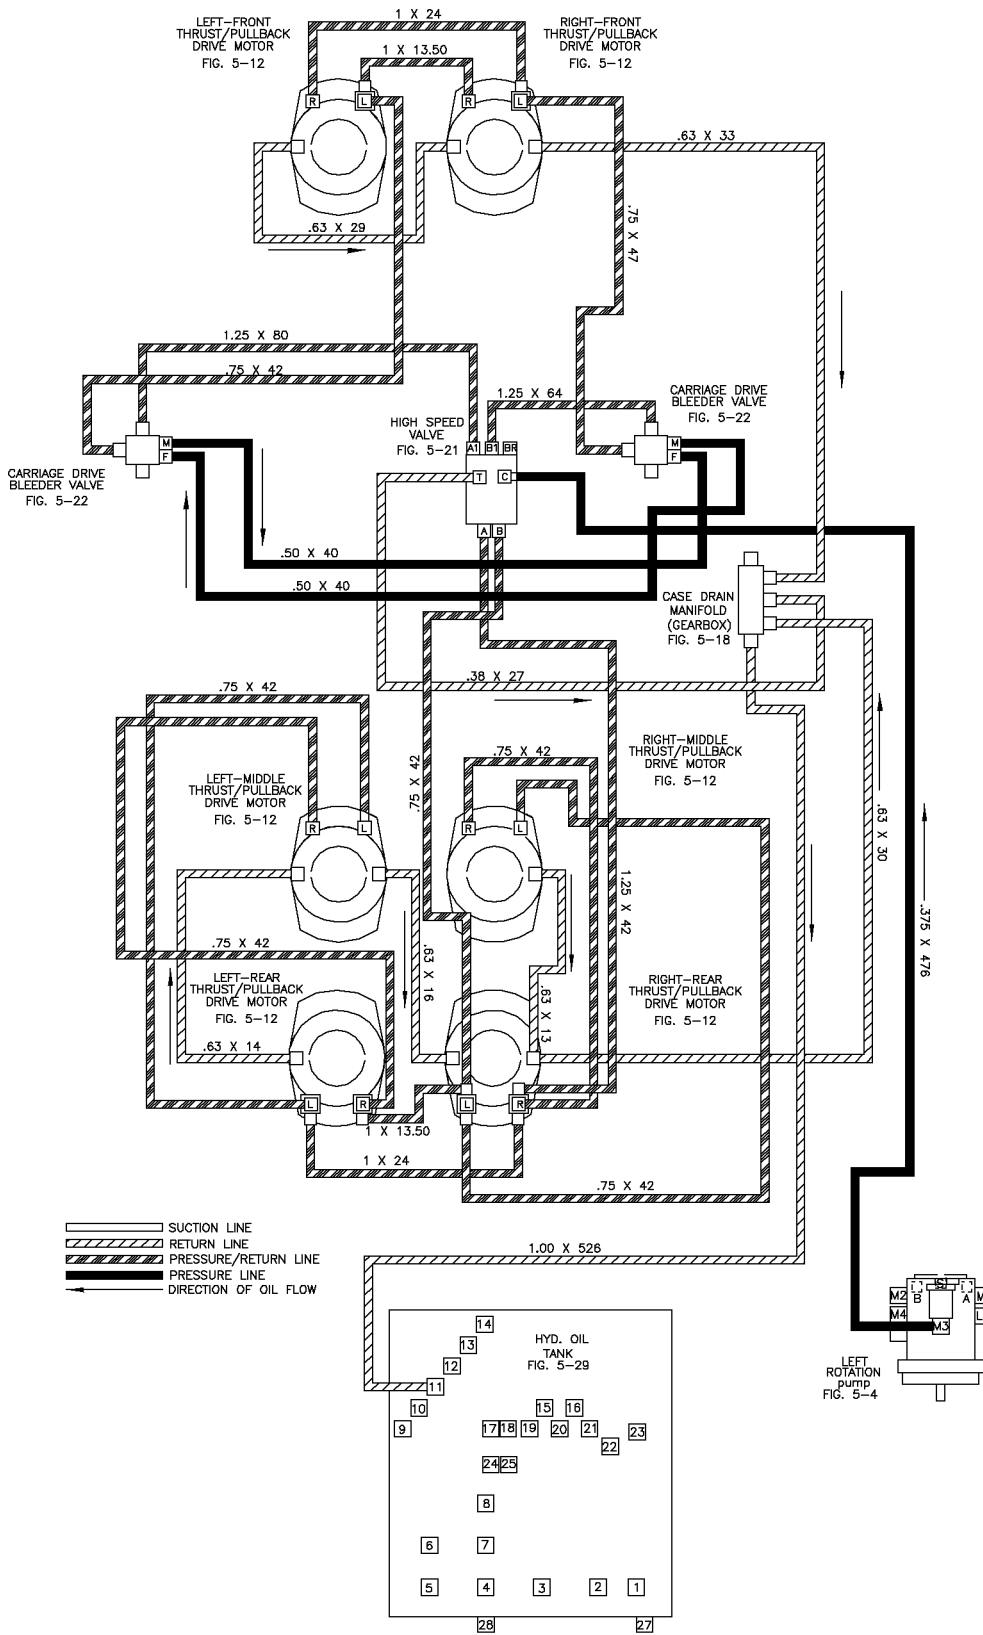 1 X 24
LEFT-FRONT
THRUST/PULLBACK
DRIVE MOTOR
FIG. 5-12
RIGHT-FRONT
THRUST/PULLBACK
DRIVE MOTOR
FIG. 5-12
1 X 13.50
R
L
R
L
.63 X 33
.63 X 29
.75 X 47
1.25 X 80
.75 X 42
1.25 X 64
CARRIAGE DRIVE
BLEEDER VALVE
FIG. 5-22
HIGH SPEED
VALVE
FIG. 5-21
A1
B1
BR
M
F
M
F
T
C
CARRIAGE DRIVE
BLEEDER VALVE
FIG. 5-22
A
B
.50 X 40
.50 X 40
CASE DRAIN
MANIFOLD
(GEARBOX)
FIG. 5-18
.38 X 27
.75 X 42
RIGHT-MIDDLE
THRUST/PULLBACK
DRIVE MOTOR
FIG. 5-12
.75 X 42
.75 X 42
LEFT-MIDDLE
THRUST/PULLBACK
DRIVE MOTOR
FIG. 5-12
R
L
R
L
.63 X 30
1.25 X 42
.375 X 476
.75 X 42
.63 X 16
LEFT-REAR
THRUST/PULLBACK
DRIVE MOTOR
FIG. 5-12
.63 X 13
RIGHT-REAR
THRUST/PULLBACK
DRIVE MOTOR
FIG. 5-12
.63 X 14
L
R
L
R
1 X 13.50
1 X 24
.75 X 42
SUCTION LINE
RETURN LINE
PRESSURE/RETURN LINE
PRESSURE LINE
DIRECTION OF OIL FLOW
1.00 X 526
S
M2
B
A
M
M4
M3
L
LEFT
ROTATION
pump
FIG. 5-4
HYD. OIL
TANK
FIG. 5-29
14
13
12
11
10
9
15
16
17
18
19
20
21
22
23
24
25
8
6
7
5
4
3
2
1
28
27